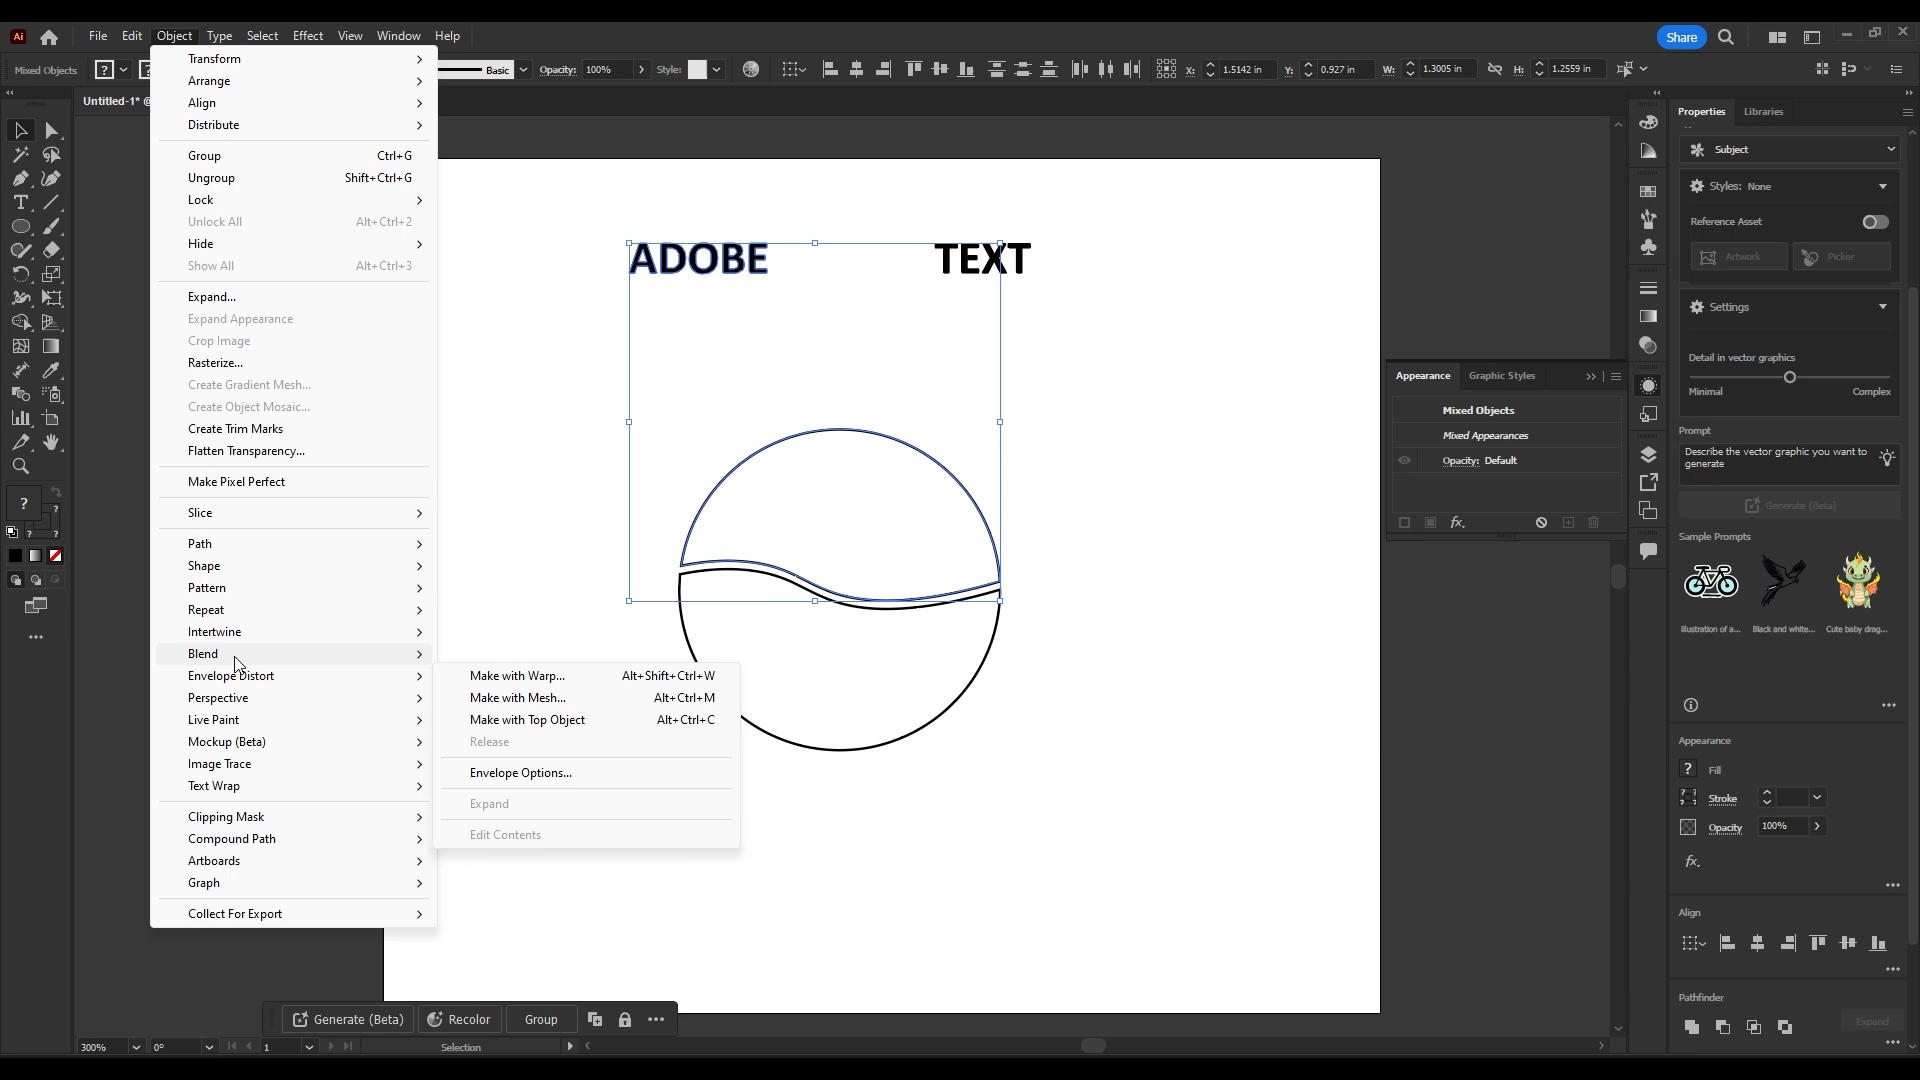 Ai
File
Edit
Object
Type
Select
Effect
View
Window
Help
Share
Mixed Objects
?
Basic
Opacity:
100%
Style:
X:
1.5142 in
Y:
0.927 in
W:
1.3005 in
H:
1.2559 in
Untitled-1* @
Transform
Arrange
Align
Distribute
Group Ctrl+G
Ungroup Shift+Ctrl+G
Lock
Unlock All Alt+Ctrl+2
Hide
Show All Alt+Ctrl+3
Expand...
Expand Appearance
Crop Image
Rasterize...
Create Gradient Mesh...
Create Object Mosaic...
Create Trim Marks
Flatten Transparency...
Make Pixel Perfect
Slice
Path
Shape
Pattern
Repeat
Intertwine
Blend
Envelope Distort
Perspective
Live Paint
Mockup (Beta)
Image Trace
Text Wrap
Clipping Mask
Compound Path
Artboards
Graph
Collect For Export
Make with Warp... Alt+Shift+Ctrl+W
Make with Mesh... Alt+Ctrl+M
Make with Top Object Alt+Ctrl+C
Release
Envelope Options...
Expand
Edit Contents
ADOBE TEXT
Appearance
Graphic Styles
Mixed Objects
Mixed Appearances
Opacity: Default
fx.
Properties
Libraries
Subject
Styles: None
Reference Asset
Artwork
Picker
Settings
Detail in vector graphics
Minimal
Complex
Prompt
Describe the vector graphic you want to
generate
Generate (Beta)
Sample Prompts
Illustration of a...
Black and white...
Cute baby drag...
Appearance
? Fill
Stroke
Opacity
100%
fx.
Align
Pathfinder
Expand
Generate (Beta)
Recolor
Group
300%
0°
1
Selection